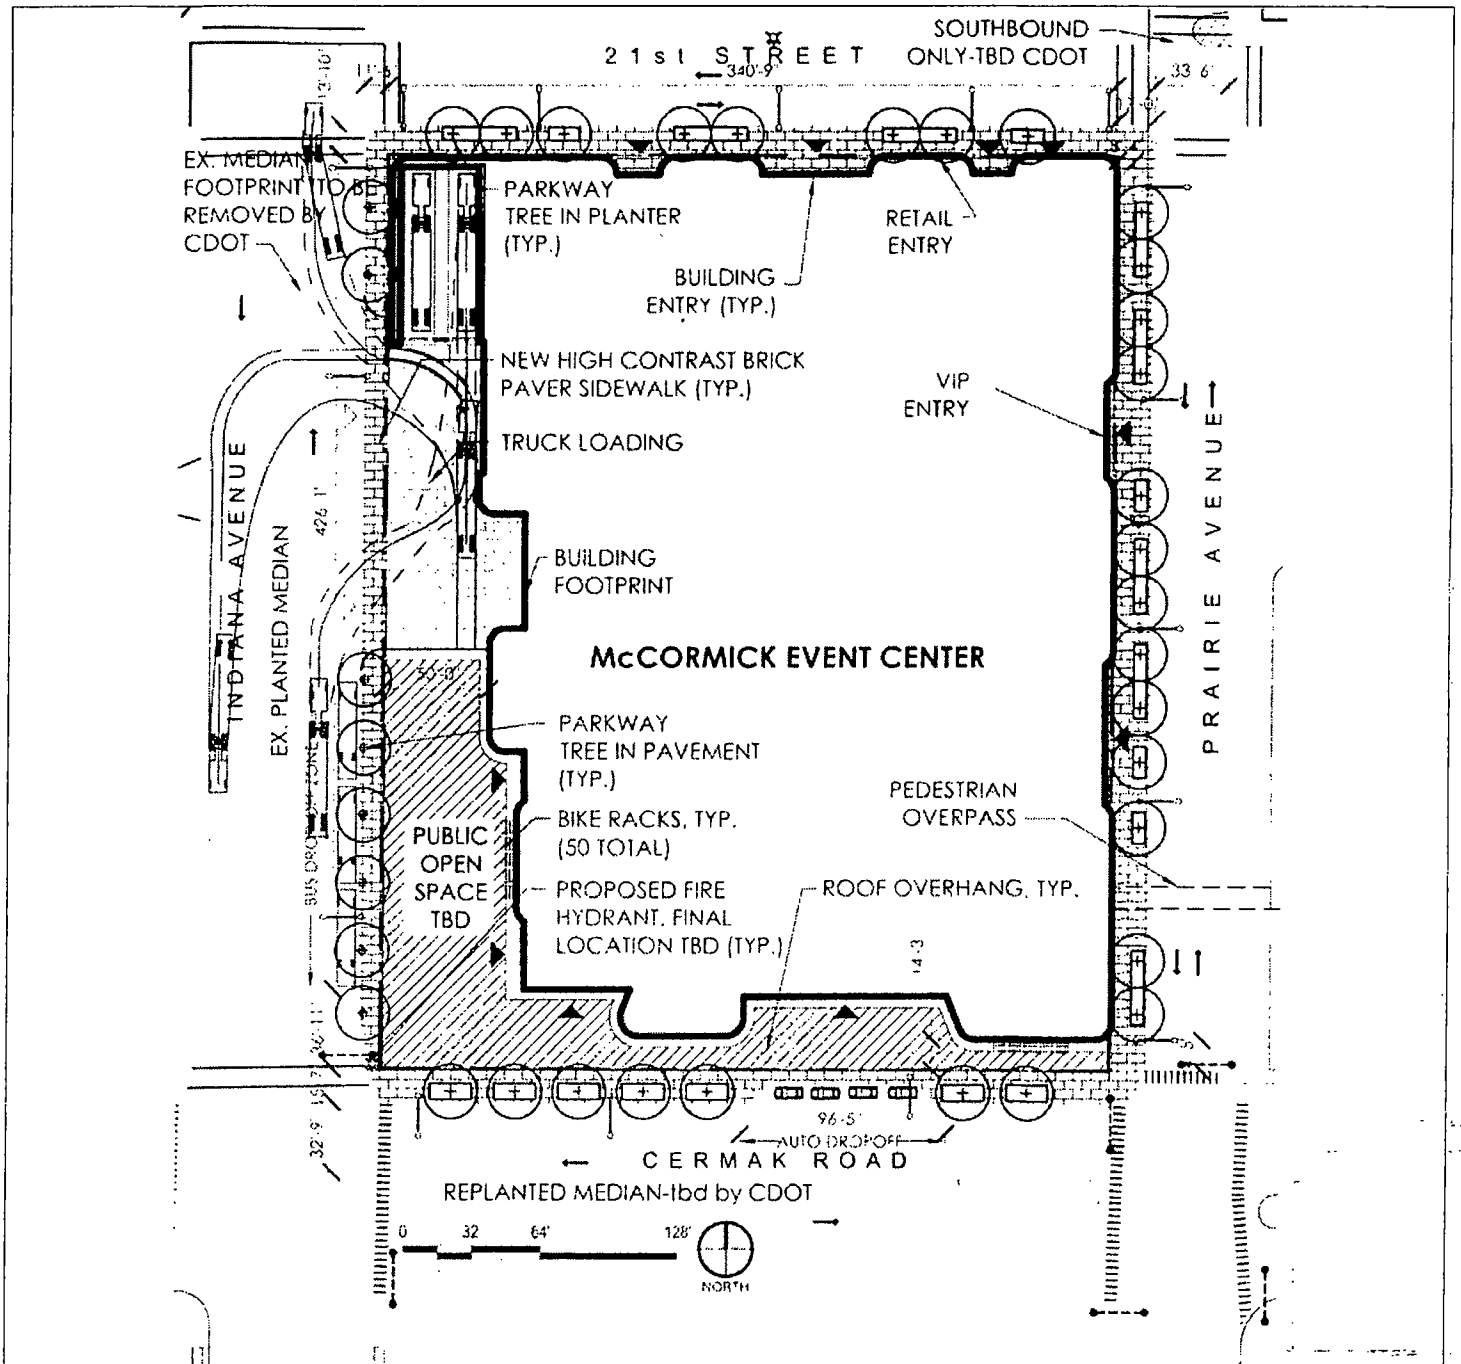 21st STREET
SOUTHBOUND
ONLY-TBD CDOT
340'-9"
33 6'
EX. MEDIAN
FOOTPRINT TO BE
REMOVED BY
CDOT
PARKWAY
TREE IN PLANTER
(TYP.)
RETAIL
ENTRY
BUILDING
ENTRY (TYP.)
NEW HIGH CONTRAST BRICK
PAVER SIDEWALK (TYP.)
VIP
ENTRY
TRUCK LOADING
INDIANA AVENUE
426 1'
EX. PLANTED MEDIAN
PRAIRIE AVENUE
BUILDING
FOOTPRINT
McCORMICK EVENT CENTER
50'-0"
PARKWAY
TREE IN PAVEMENT
(TYP.)
PEDESTRIAN
OVERPASS
BIKE RACKS, TYP.
(50 TOTAL)
PUBLIC
OPEN
SPACE
TBD
ROOF OVERHANG, TYP.
PROPOSED FIRE
HYDRANT, FINAL
LOCATION TBD (TYP.)
14-3
32'-9"
96-5'
AUTO DROPOFF
CERMAK ROAD
REPLANTED MEDIAN-tbd by CDOT
0 32 64' 128'
NORTH